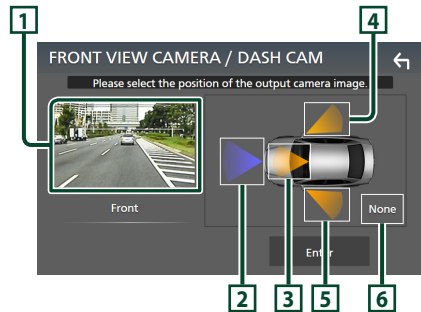 1
4
FRONT VIEW CAMERA / DASH CAM
Please select the position of the output camera image.
Front
None
Enter
2
3
5
6